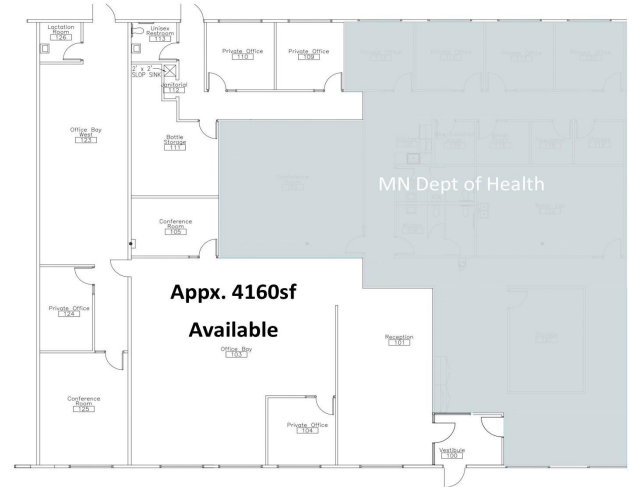 Lactation
Room
126
Unisex
Restroom
113
Private Office
110
Private Office
109
2' x 2'
SLOP SINK
Janitorial
112
Office Bay
West
123
Bottle
Storage
111
MN Dept of Health
Conference
Room
105
Appx. 4160sf
Available
Office Bay
103
Private Office
124
Reception
101
Conference
Room
125
Private Office
104
Vestibule
100